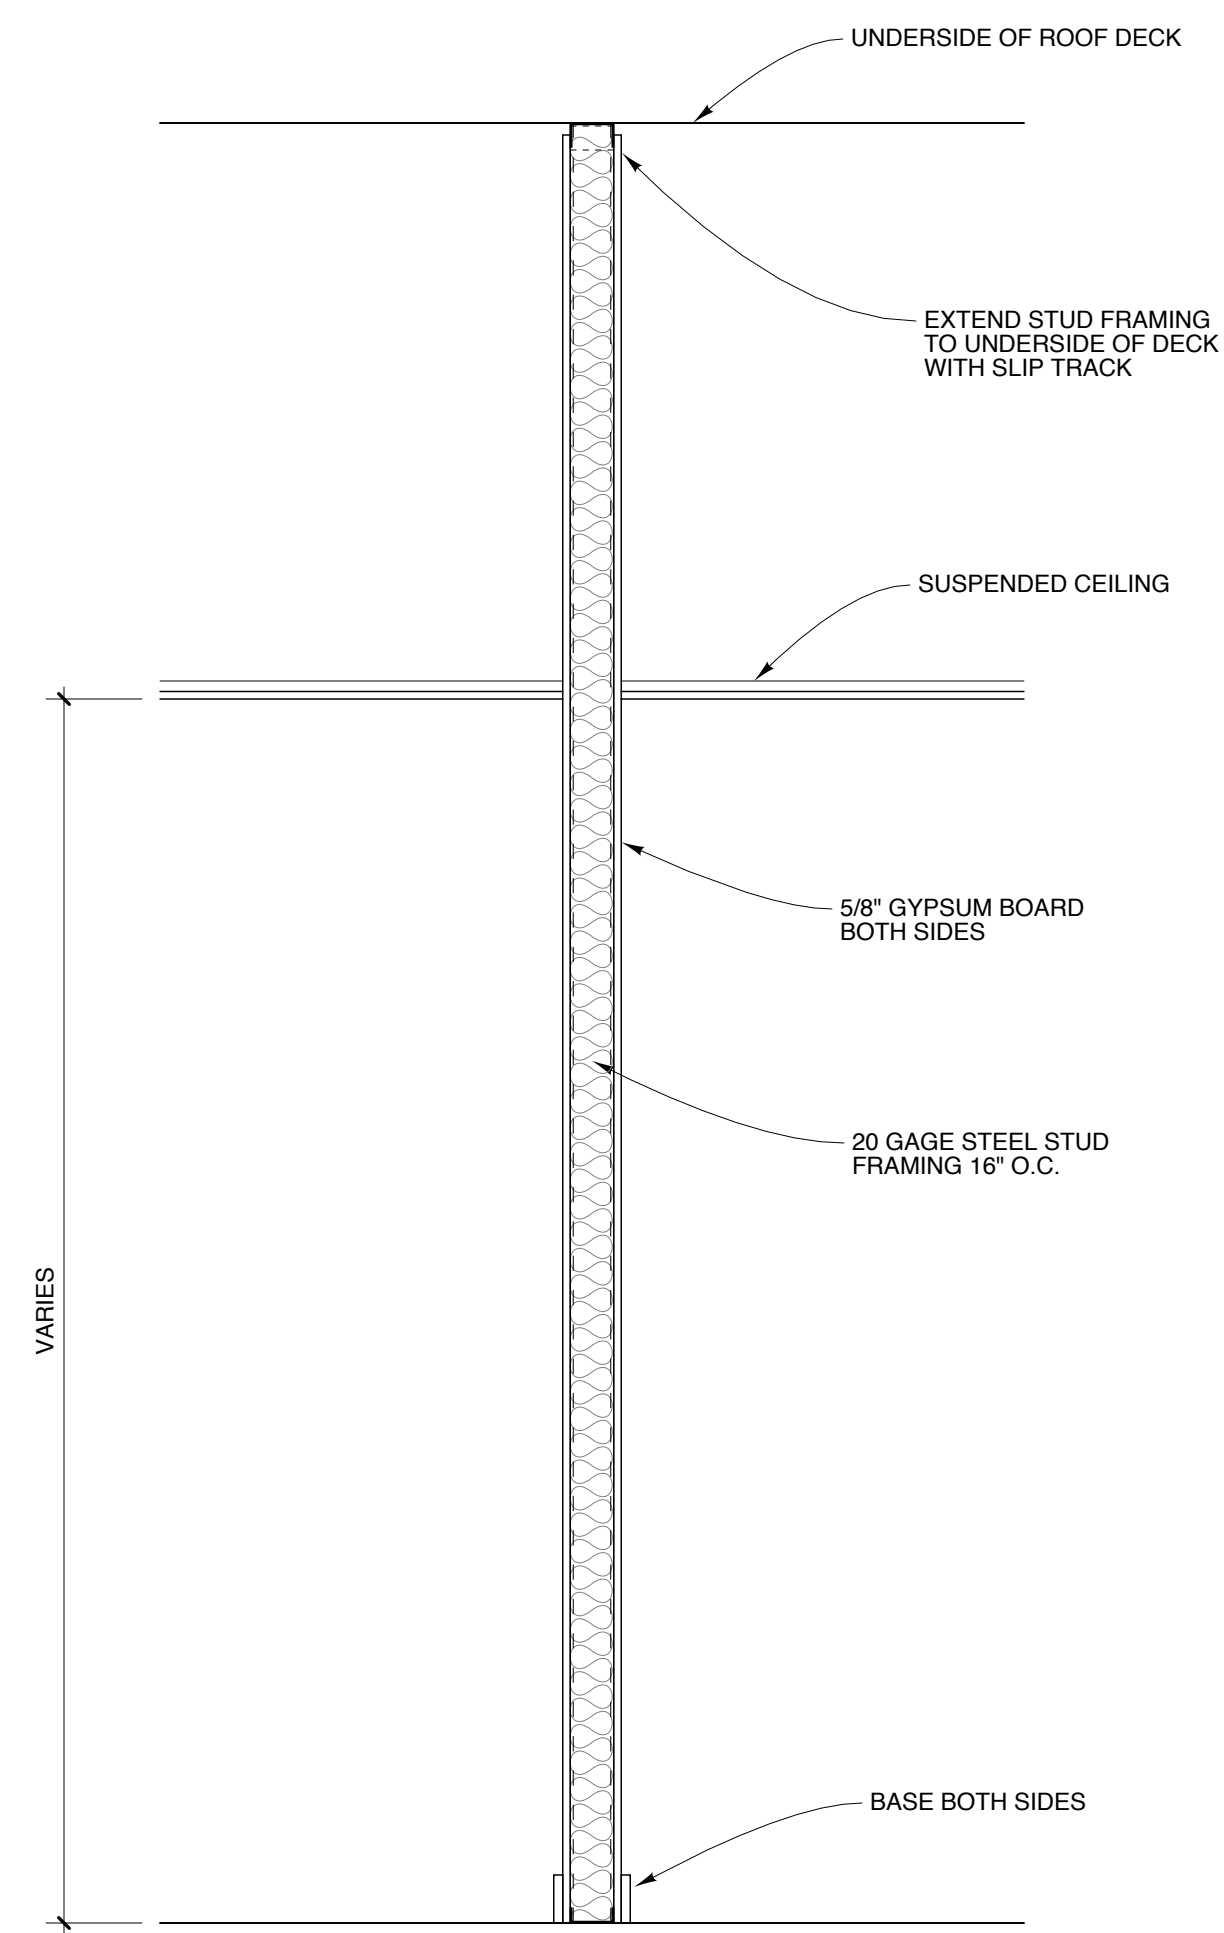 UNDERSIDE OF ROOF DECK
EXTEND STUD FRAMING
TO UNDERSIDE OF DECK
WITH SLIP TRACK
SUSPENDED CEILING
5/8" GYPSUM BOARD
BOTH SIDES
20 GAGE STEEL STUD
FRAMING 16" O.C.
VARIES
BASE BOTH SIDES